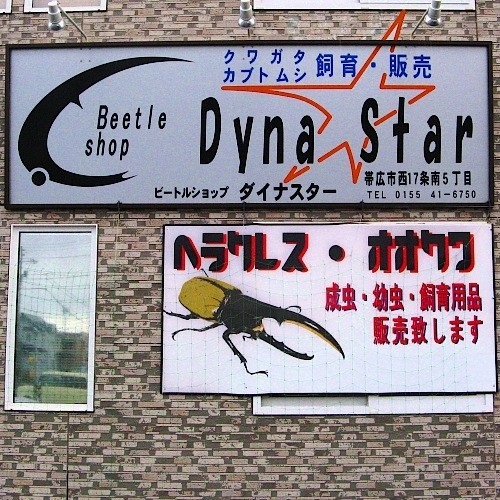 クワガタ
カブトムシ 飼育・販売
Beetle
shop
Dyna Star
帯広市西17条南5丁目
ビートルショップ ダイナスター
TEL 0155 41-6750
ヘラクレス・オオクワ
成虫・幼虫・飼育用品
販売致します